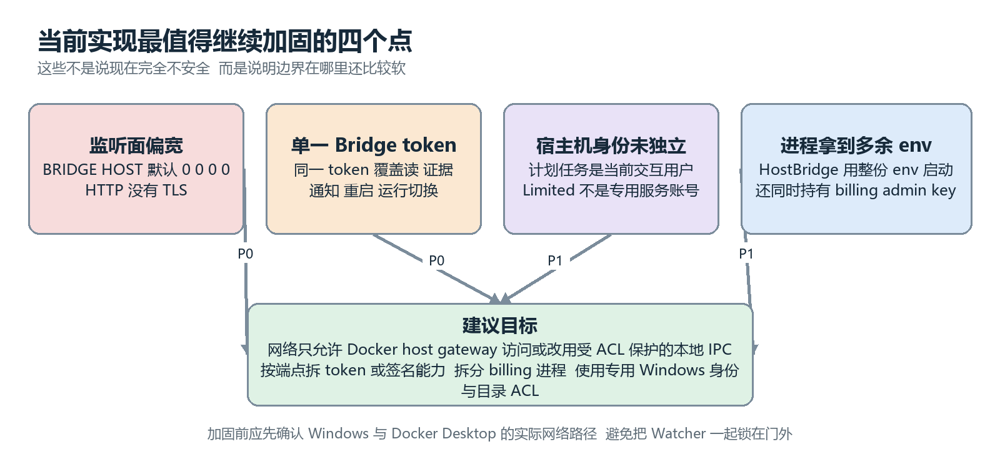 当前实现最值得继续加固的四个点
这些不是说现在完全不安全  而是说明边界在哪里还比较软
监听面偏宽
BRIDGE HOST 默认 0 0 0 0
HTTP 没有 TLS
单一 Bridge token
同一 token 覆盖读 证据
通知 重启 运行切换
宿主机身份未独立
计划任务是当前交互用户
Limited 不是专用服务账号
进程拿到多余 env
HostBridge 用整份 env 启动
还同时持有 billing admin key
P0
P0
P1
P1
建议目标
网络只允许 Docker host gateway 访问或改用受 ACL 保护的本地 IPC
按端点拆 token 或签名能力  拆分 billing 进程  使用专用 Windows 身份
与目录 ACL
加固前应先确认 Windows 与 Docker Desktop 的实际网络路径  避免把 Watcher 一起锁在门外